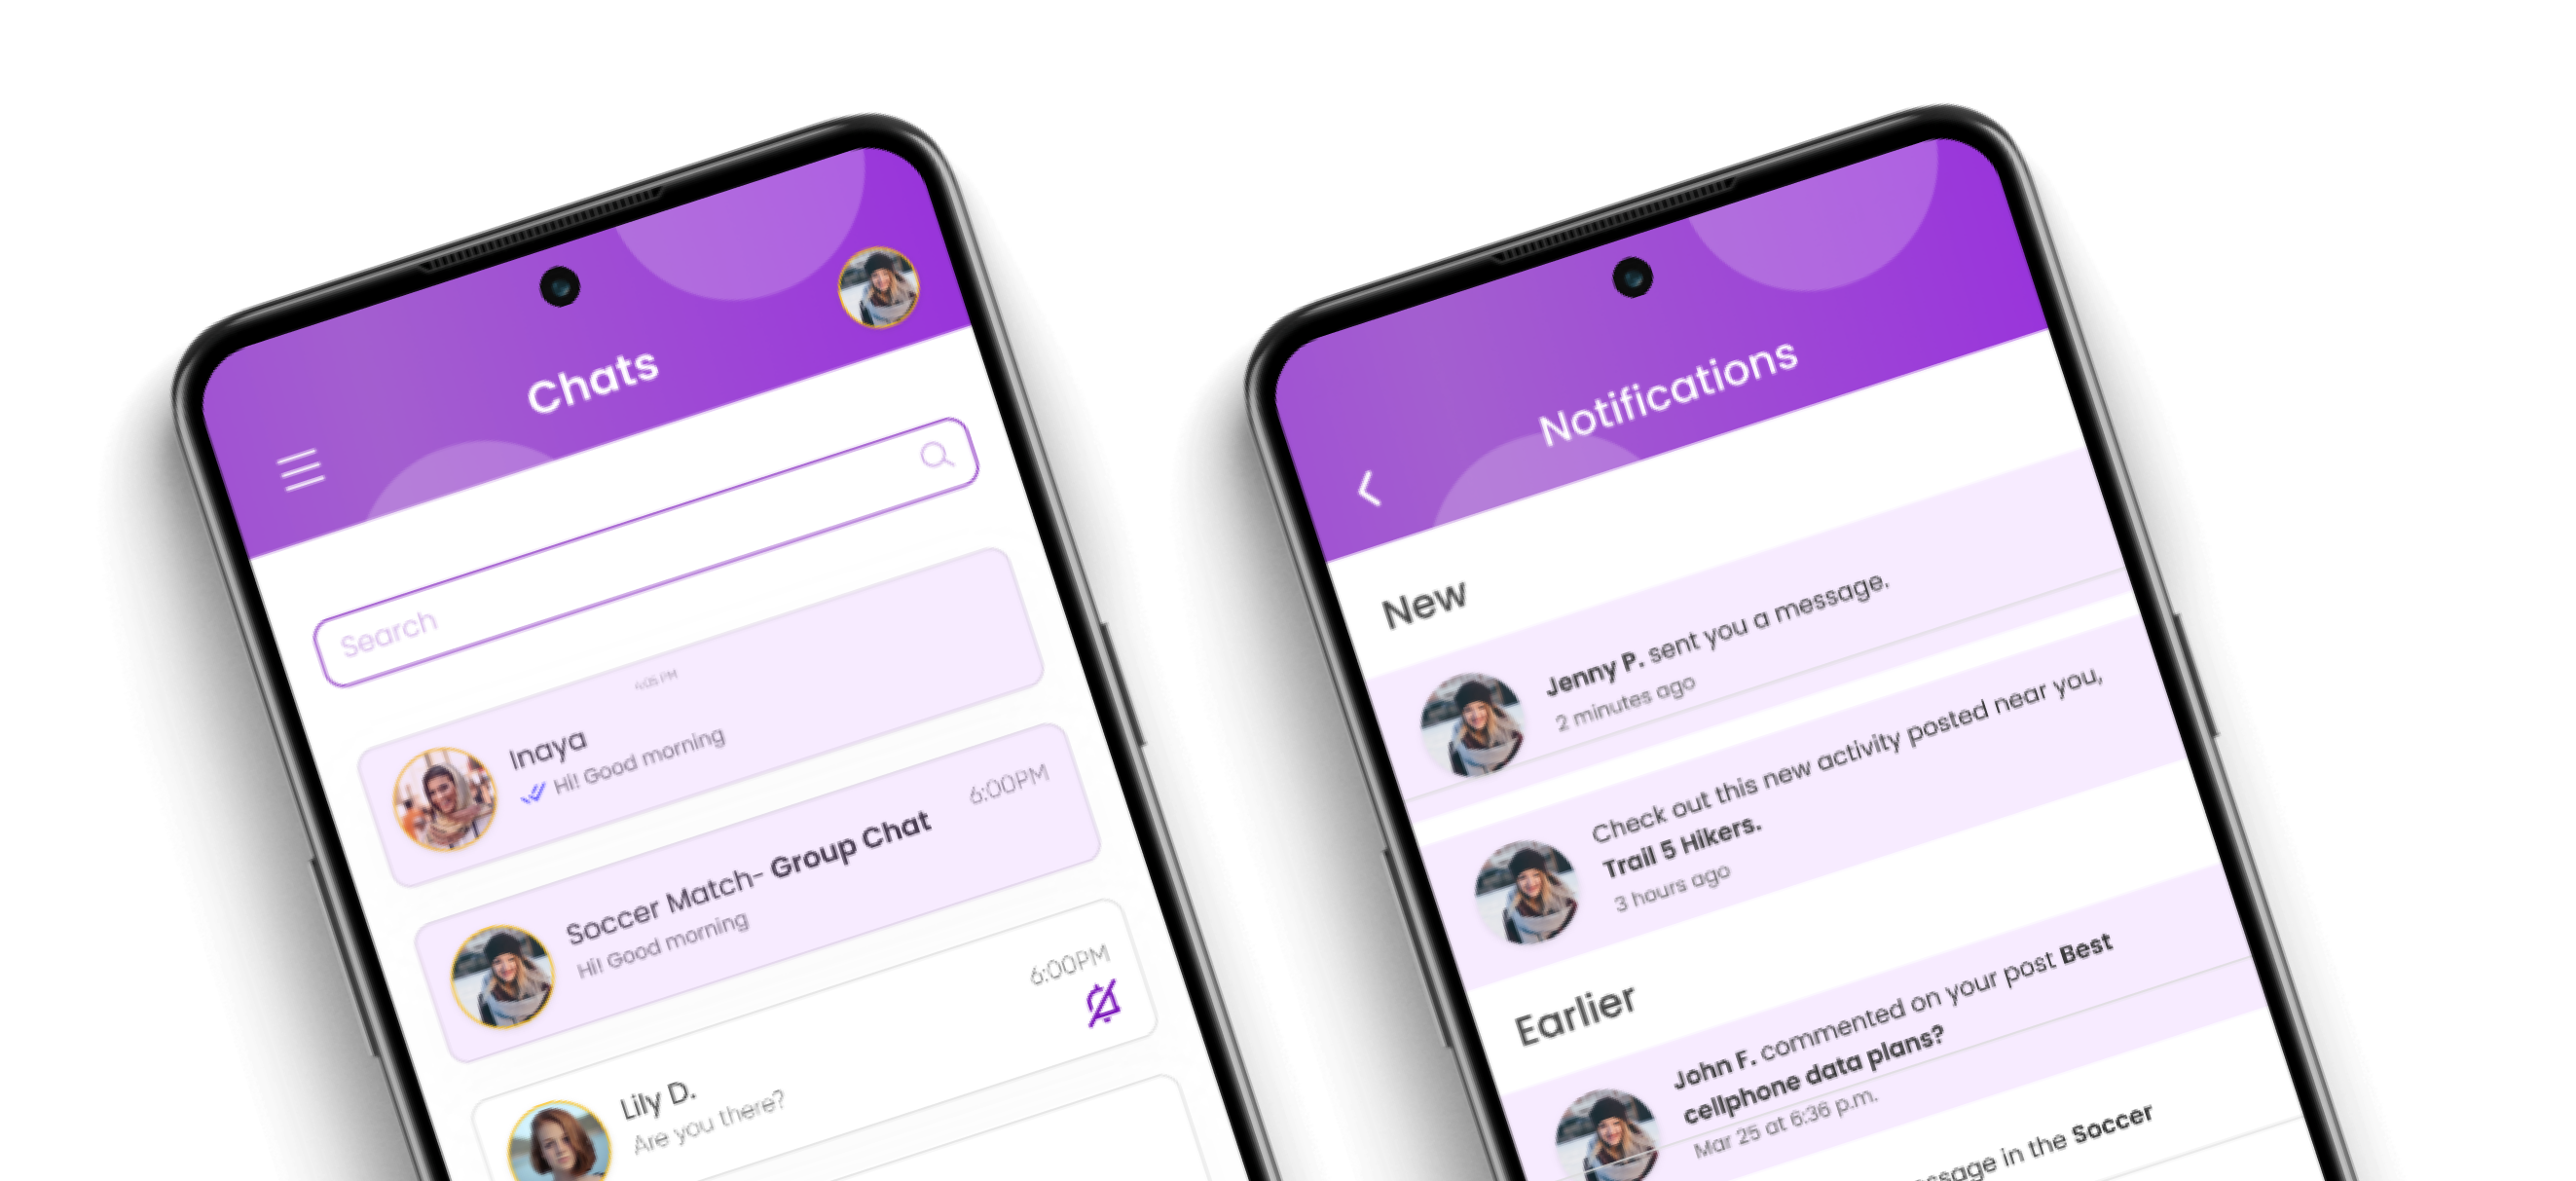 Chats
Search
6:05 PM
Inaya
Hi! Good morning
6:00PM
Soccer Match- Group Chat
Hi! Good morning
6:00PM
Lily D.
Are you there?
Notifications
New
Jenny P. sent you a message.
2 minutes ago
Check out this new activity posted near you,
Trail 5 Hikers.
3 hours ago
Earlier
John F. commented on your post Best
cellphone data plans?
Mar 25 at 6:36 p.m.
in the Soccer